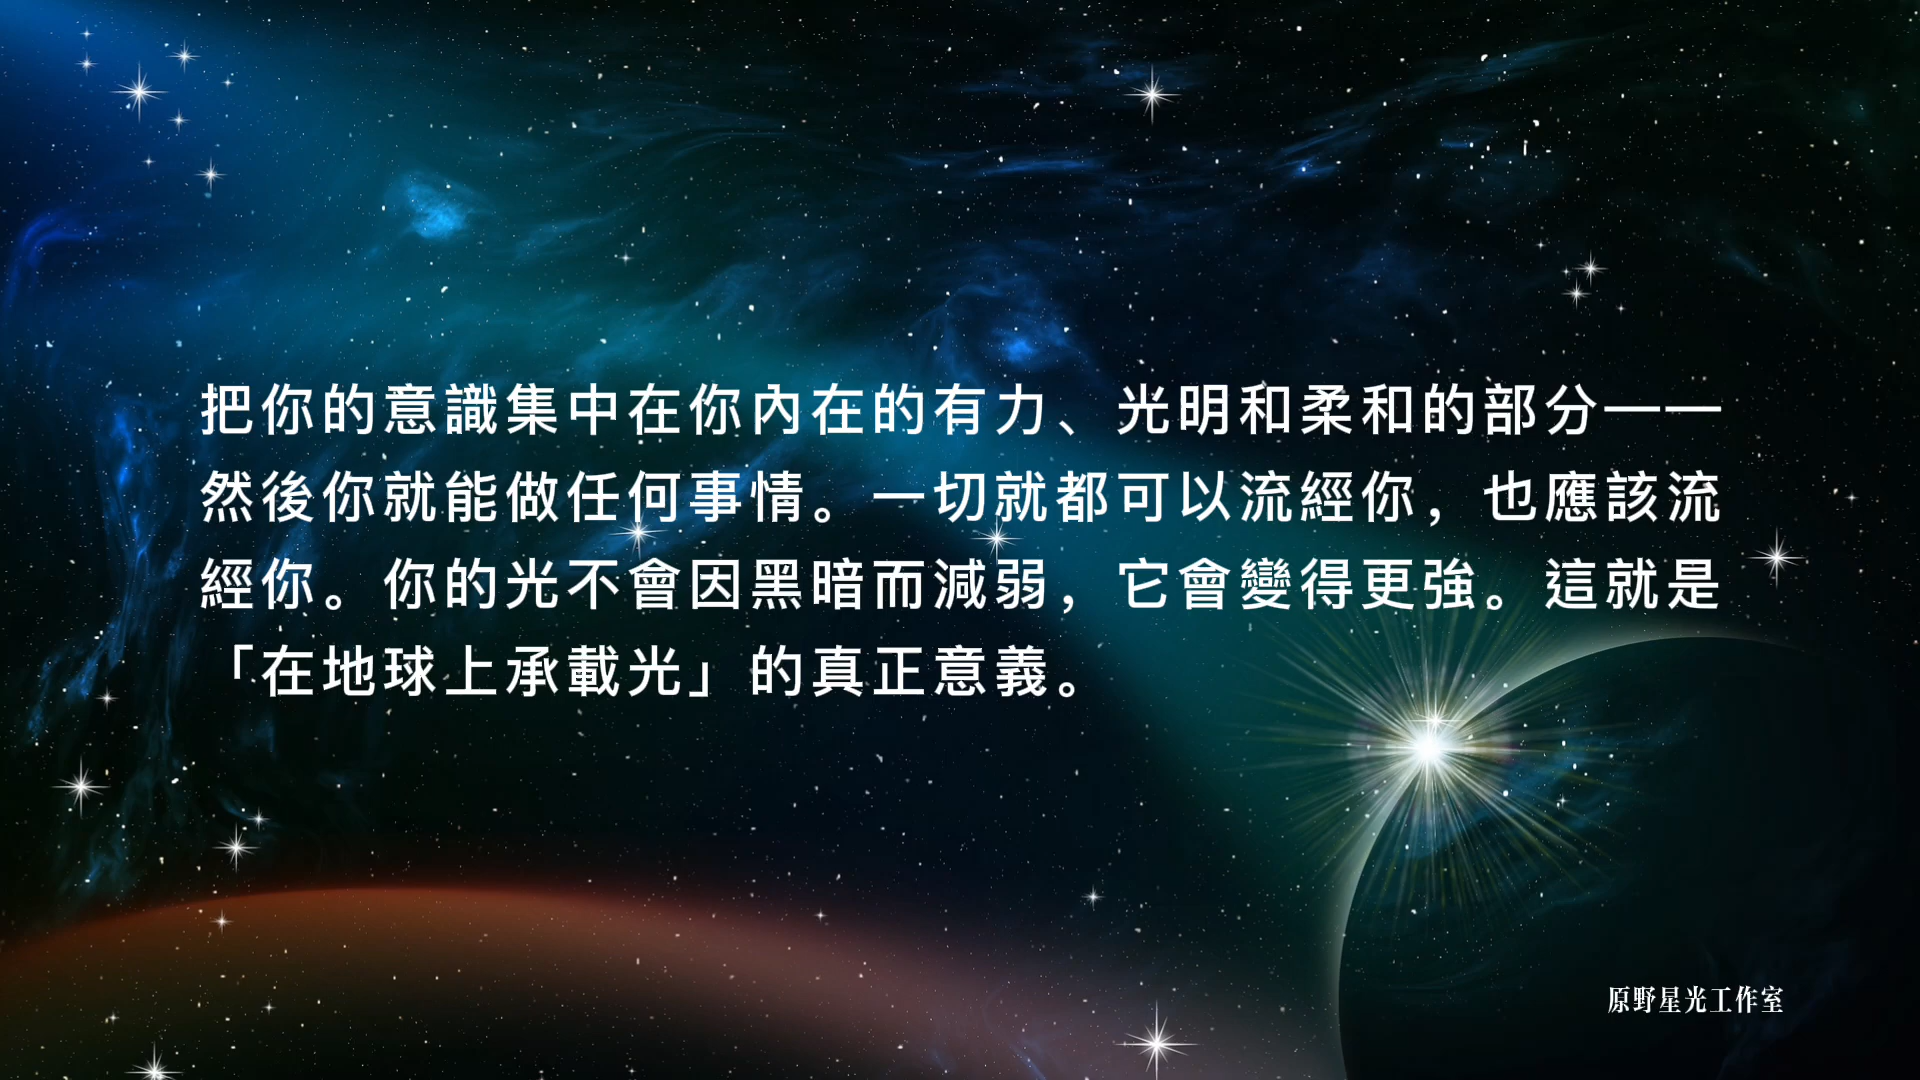 把你的意識集中在你內在的有力、光明和柔和的部分——
然後你就能做任何事情。一切就都可以流經你，也應該流
經你。你的光不會因黑暗而減弱，它會變得更強。這就是
「在地球上承載光」的真正意義。
原野星光工作室